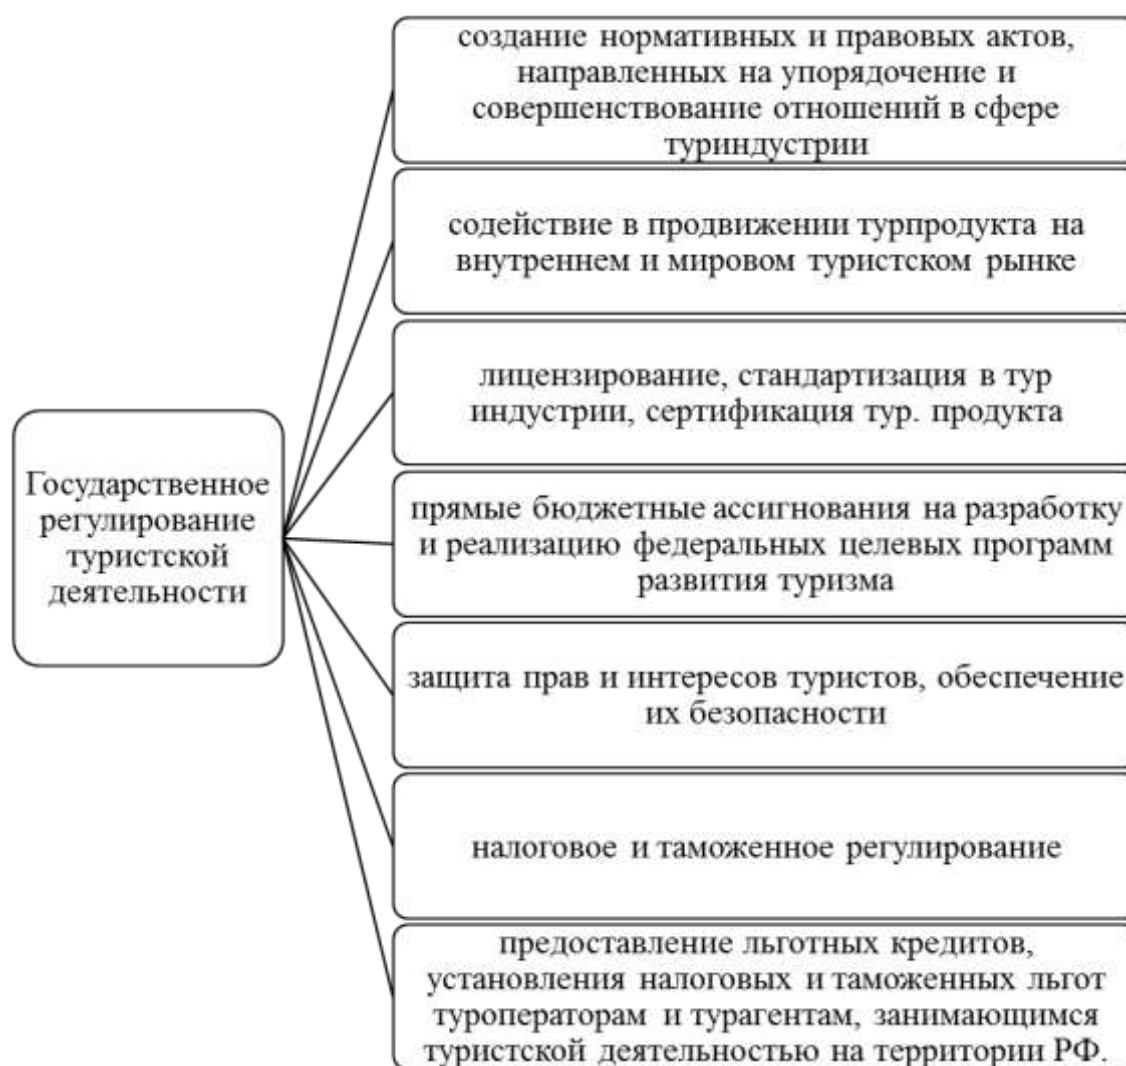 создание нормативных и правовых актов,
направленных на упорядочение и
совершенствование отношений в сфере
туриндустрии
содействие в продвижении турпродукта на
внутреннем и мировом туристском рынке
лицензирование, стандартизация в тур
индустрии, сертификация тур. продукта
Государственное
регулирование
туристской
деятельности
прямые бюджетные ассигнования на разработку
и реализацию федеральных целевых программ
развития туризма
защита прав и интересов туристов, обеспечение
их безопасности
налоговое и таможенное регулирование
предоставление льготных кредитов,
установления налоговых и таможенных льгот
туроператорам и турагентам, занимающимся
туристской деятельностью на территории РФ.